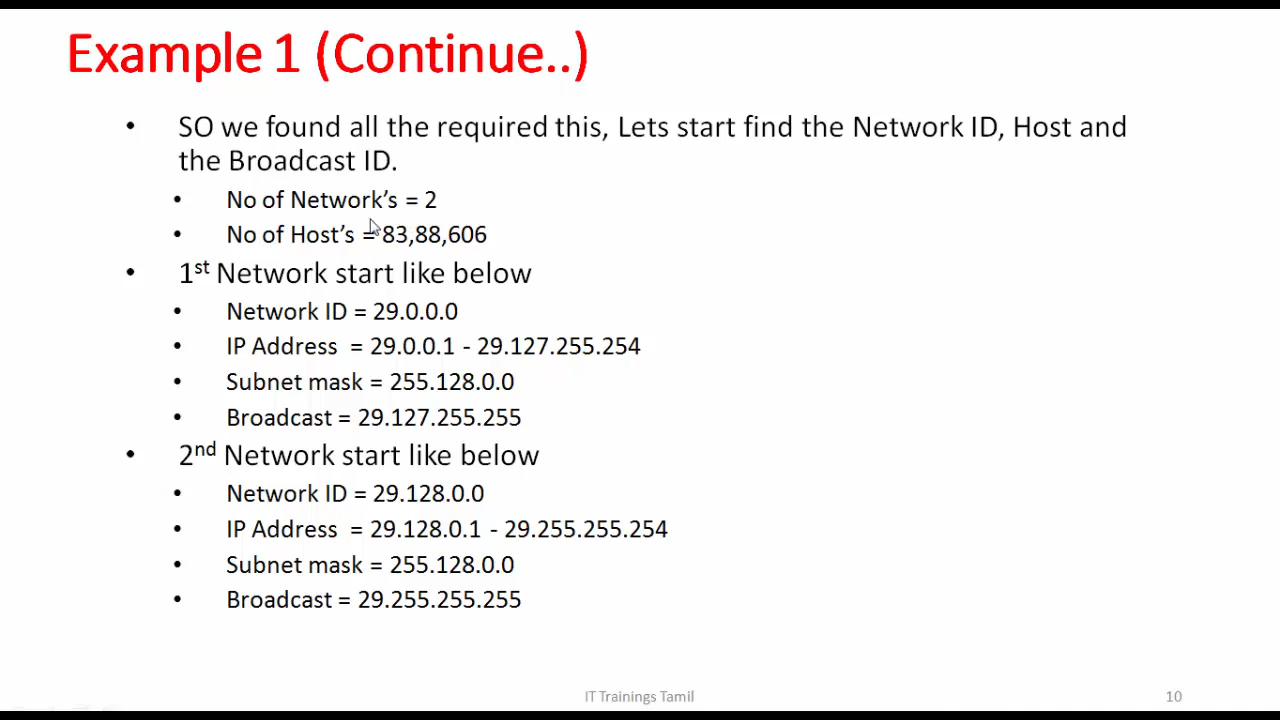 Example 1 (Continue..)
• SO we found all the required this, Lets start find the Network ID, Host and
the Broadcast ID.
• No of Network's = 2
• No of Host's = 83,88,606
• 1st Network start like below
• Network ID = 29.0.0.0
• IP Address = 29.0.0.1 - 29.127.255.254
• Subnet mask = 255.128.0.0
• Broadcast = 29.127.255.255
• 2nd Network start like below
• Network ID = 29.128.0.0
• IP Address = 29.128.0.1 - 29.255.255.254
• Subnet mask = 255.128.0.0
• Broadcast = 29.255.255.255
IT Trainings Tamil
10